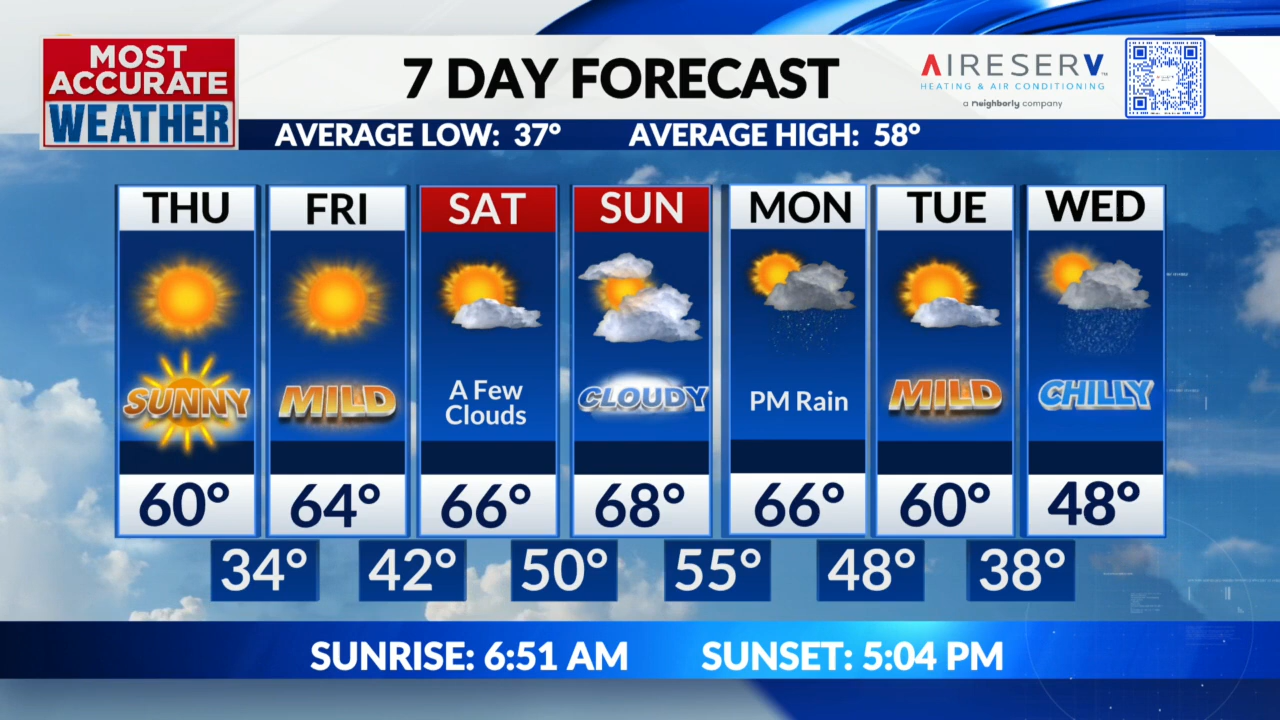 MOST
ACCURATE
WEATHER
7 DAY FORECAST
AIRESERV™
HEATING & AIR CONDITIONING
a neighborly company
AVERAGE LOW: 37° AVERAGE HIGH: 58°
THU FRI SAT SUN MON TUE WED
SUNNY MILD A Few
Clouds CLOUDY PM Rain MILD CHILLY
60° 64° 66° 68° 66° 60° 48°
34° 42° 50° 55° 48° 38°
SUNRISE: 6:51 AM SUNSET: 5:04 PM